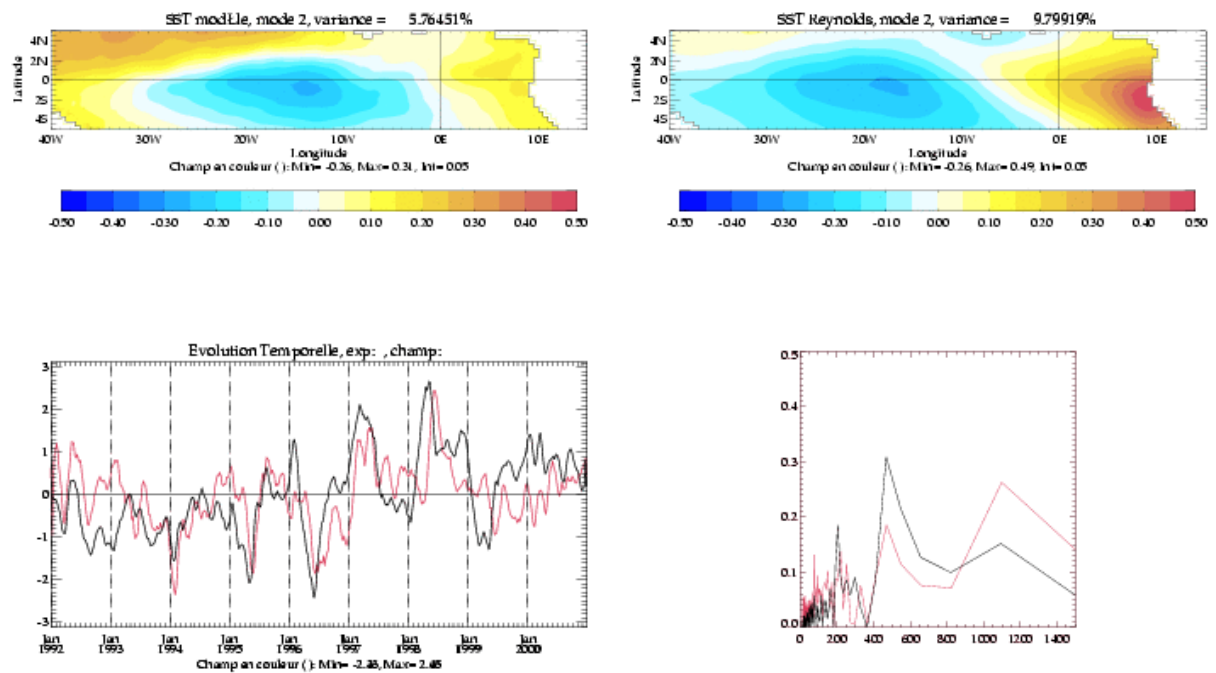 SST modŁle, mode 2, variance = 5.76451%
4N
2N
0
2S
4S
Latitude
40W 30W 20W 10W 0E 10E
Longitude
Champ en couleur ( ): Min= -0.26, Max= 0.31, Int= 0.05
-0.50 -0.40 -0.30 -0.20 -0.10 0.00 0.10 0.20 0.30 0.40 0.50
SST Reynolds, mode 2, variance = 9.79919%
4N
2N
0
2S
4S
Latitude
40W 30W 20W 10W 0E 10E
Longitude
Champ en couleur ( ): Min= -0.26, Max= 0.49, Int= 0.05
-0.50 -0.40 -0.30 -0.20 -0.10 0.00 0.10 0.20 0.30 0.40 0.50
Evolution Temporelle, exp: , champ:
3
2
1
0
-1
-2
-3
Jan Jan Jan Jan Jan Jan Jan Jan Jan
1992 1993 1994 1995 1996 1997 1998 1999 2000
Champ en couleur ( ): Min= Max=
0.5
0.4
0.3
0.2
0.1
0.0
0 200 400 600 800 1000 1200 1400